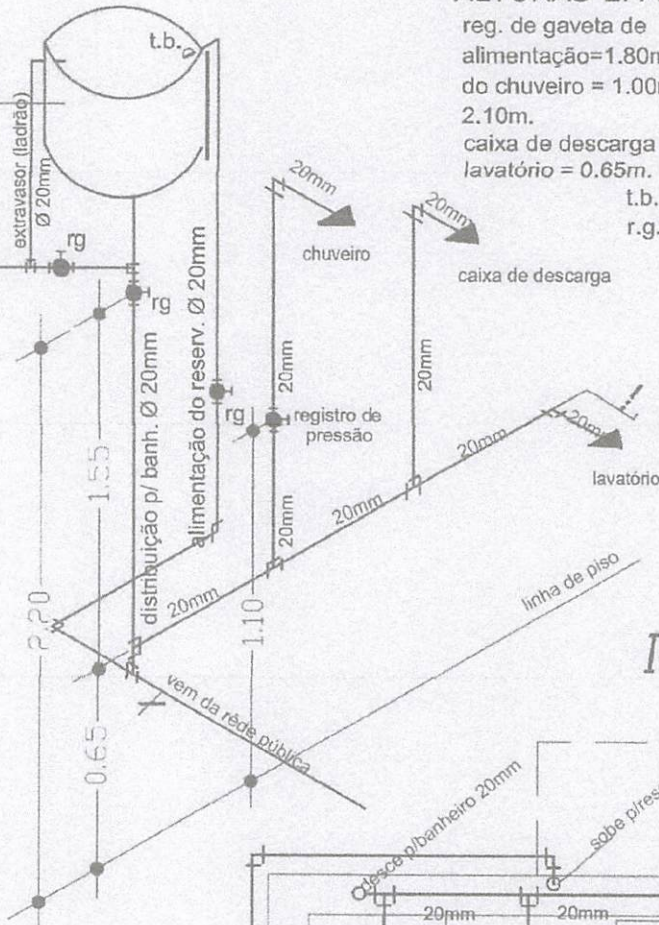 t.b.
reg. de gaveta de
alimentação=1.80m
do chuveiro = 1.00m
2.10m.
caixa de descarga
lavatório = 0.65m.
t.b.
r.g.
extravasor (ladrão)
Ø 20mm
rg
rg
20mm
chuveiro
20mm
caixa de descarga
distribuição p/ banh. Ø 20mm
alimentação do reserv. Ø 20mm
rg
20mm
registro de
pressão
20mm
20mm
20mm
20mm
20mm
20mm
lavatório
1.55
2.20
0.65
1.10
linha de piso
vem da rede pública
desce p/banheiro 20mm
sobe p/res
20mm
20mm